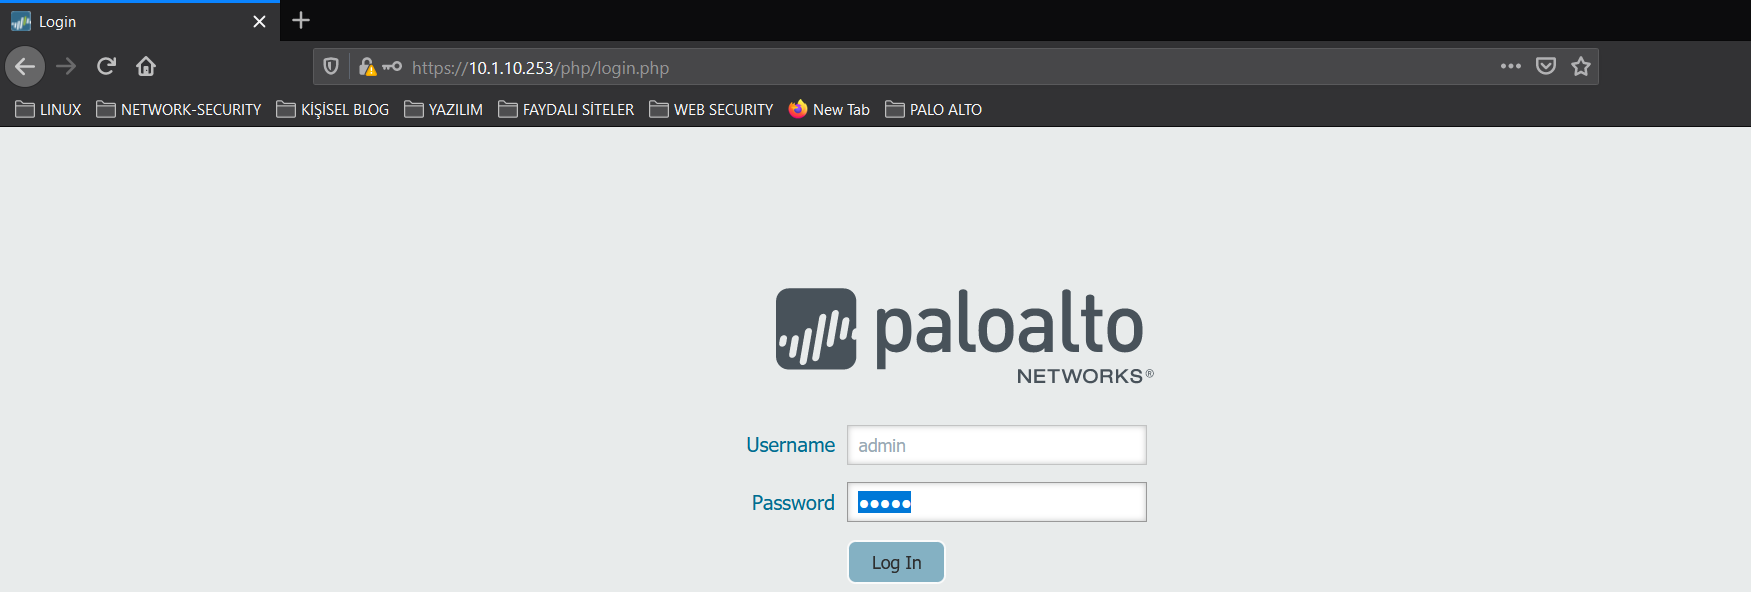 Login
https://10.1.10.253/php/login.php
LINUX NETWORK-SECURITY KİŞİSEL BLOG YAZILIM FAYDALI SİTELER WEB SECURITY New Tab PALO ALTO
paloalto
NETWORKS®
Username admin
Password
Log In